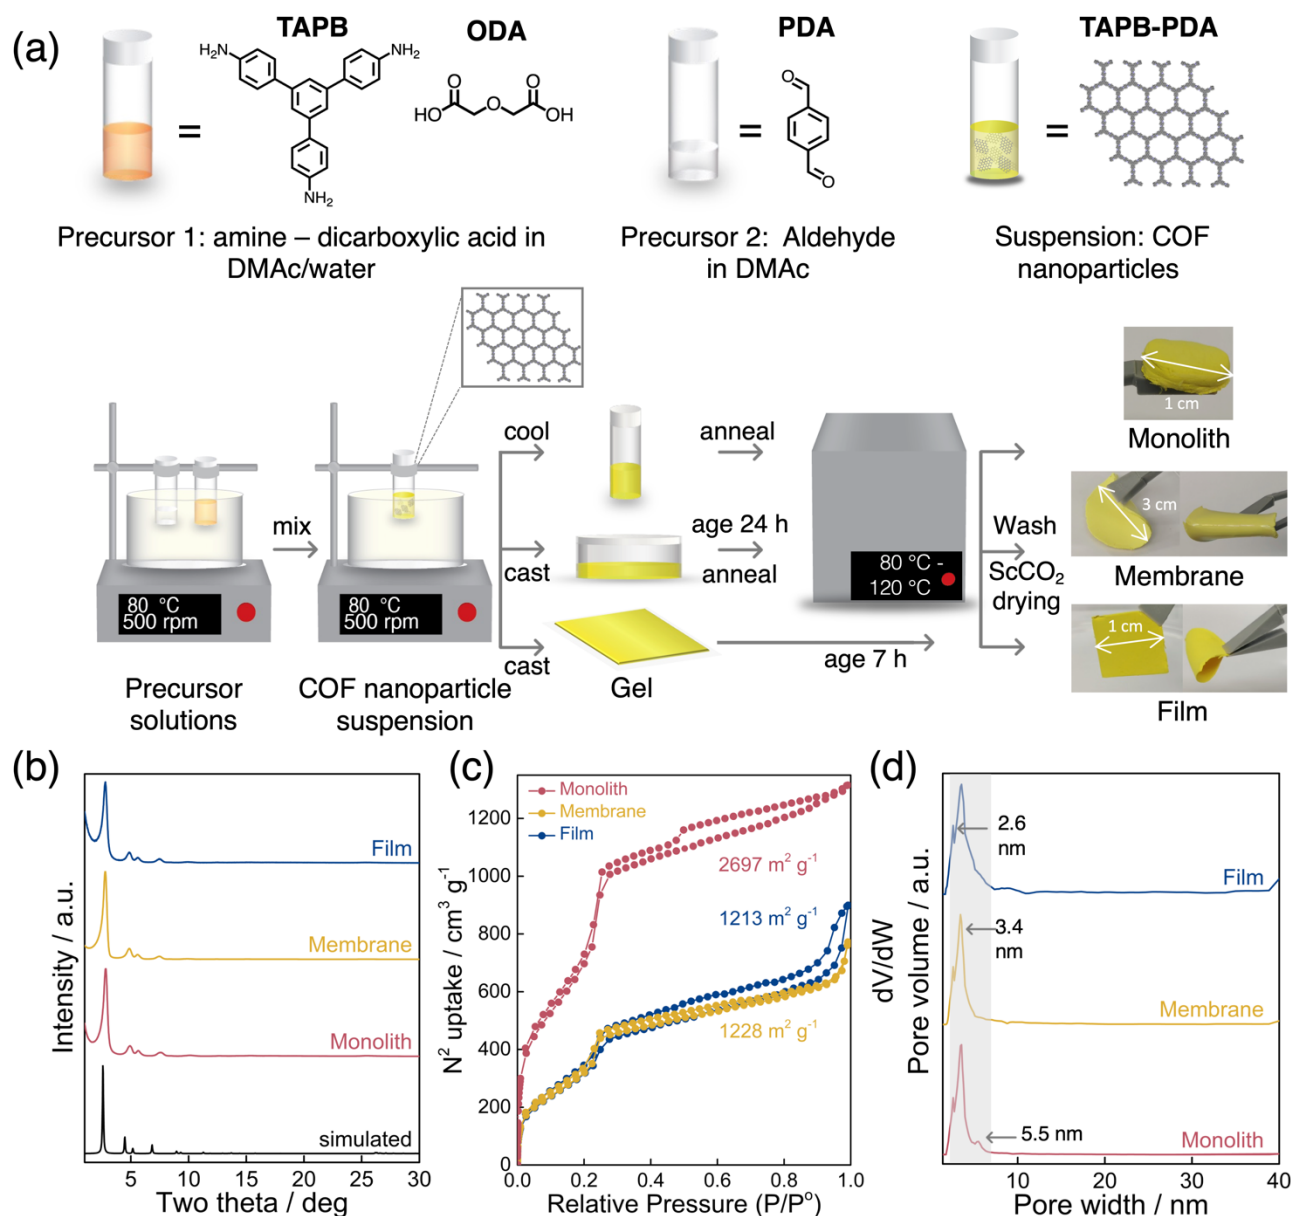 (a)
TAPB
ODA
PDA
TAPB-PDA
H₂N
NH₂
NH₂
=
O
O
HO
O
OH
=
O
O
=
Precursor 1: amine – dicarboxylic acid in
DMAc/water
Precursor 2: Aldehyde
in DMAc
Suspension: COF
nanoparticles
80 °C
500 rpm
Precursor
solutions
mix
80 °C
500 rpm
COF nanoparticle
suspension
cool
cast
cast
Gel
anneal
age 24 h
anneal
age 7 h
80 °C -
120 °C
Wash
ScCO₂
drying
1 cm
Monolith
3 cm
Membrane
1 cm
Film
(b)
Intensity / a.u.
Film
Membrane
Monolith
simulated
5 10 15 20 25 30
Two theta / deg
(c)
N² uptake / cm³ g⁻¹
1200
1000
800
600
400
200
0
Monolith
Membrane
Film
2697 m² g⁻¹
1213 m² g⁻¹
1228 m² g⁻¹
0.0 0.2 0.4 0.6 0.8 1.0
Relative Pressure (P/Pᵒ)
(d)
dV/dW
Pore volume / a.u.
2.6
nm
Film
3.4
nm
Membrane
5.5 nm
Monolith
10 20 30 40
Pore width / nm